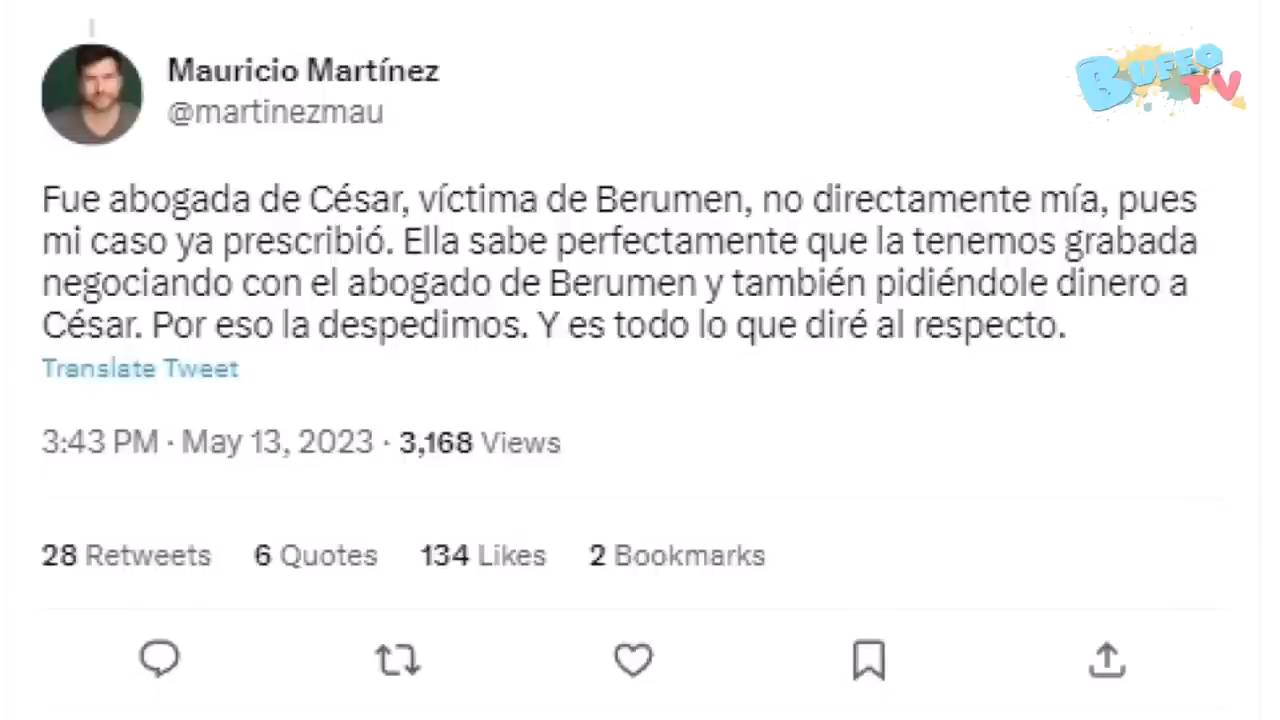 Mauricio Martínez
@martinezmau
BUFEO
TV
Fue abogada de César, víctima de Berumen, no directamente mía, pues
mi caso ya prescribió. Ella sabe perfectamente que la tenemos grabada
negociando con el abogado de Berumen y también pidiéndole dinero a
César. Por eso la despedimos. Y es todo lo que diré al respecto.
Translate Tweet
3:43 PM · May 13, 2023 · 3,168 Views
28 Retweets 6 Quotes 134 Likes 2 Bookmarks